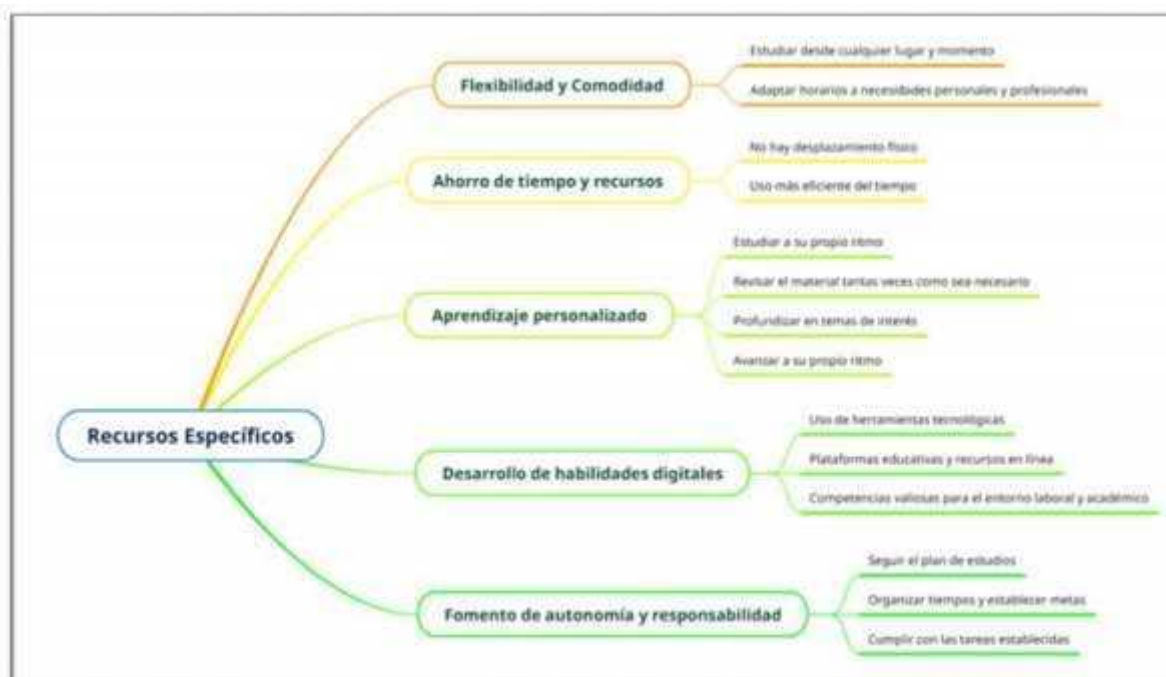 Estudiar desde cualquier lugar y momento
Flexibilidad y Comodidad
Adaptar horarios a necesidades personales y profesionales
No hay desplazamiento físico
Ahorro de tiempo y recursos
Uso más eficiente del tiempo
Estudiar a su propio ritmo
Revisar el material tantas veces como sea necesario
Aprendizaje personalizado
Profundizar en temas de interés
Avanzar a su propio ritmo
Recursos Específicos
Uso de herramientas tecnológicas
Plataformas educativas y recursos en línea
Desarrollo de habilidades digitales
Competencias valiosas para el entorno laboral y académico
Seguir el plan de estudios
Organizar tiempos y establecer metas
Fomento de autonomía y responsabilidad
Cumplir con las tareas establecidas